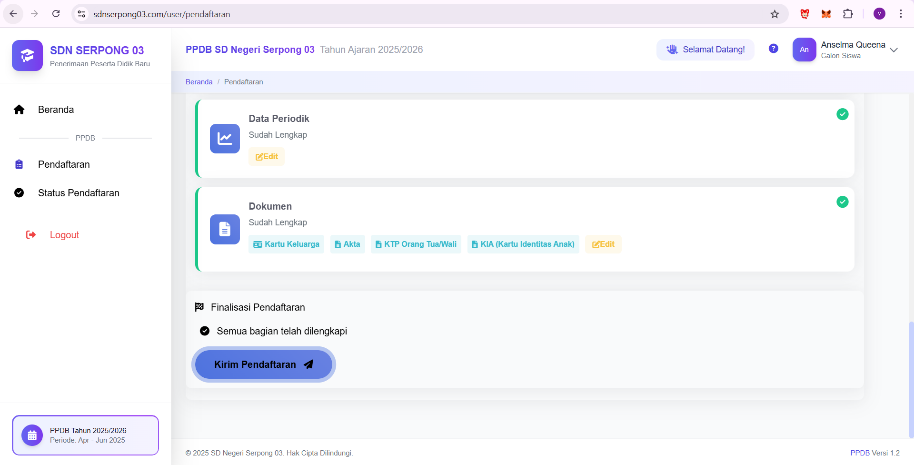 sdnserpong03.com/user/pendaftaran
V
SDN SERPONG 03
Penerimaan Peserta Didik Baru
PPDB SD Negeri Serpong 03 Tahun Ajaran 2025/2026
Selamat Datang!
?
An
Anselma Queena
Calon Siswa
Beranda / Pendaftaran
Beranda
PPDB
Pendaftaran
Status Pendaftaran
Logout
PPDB Tahun 2025/2026
Periode: Apr - Jun 2025
Data Periodik
Sudah Lengkap
Edit
Dokumen
Sudah Lengkap
Kartu Keluarga Akta KTP Orang Tua/Wali KIA (Kartu Identitas Anak) Edit
Finalisasi Pendaftaran
Semua bagian telah dilengkapi
Kirim Pendaftaran
© 2025 SD Negeri Serpong 03. Hak Cipta Dilindungi.
PPDB Versi 1.2